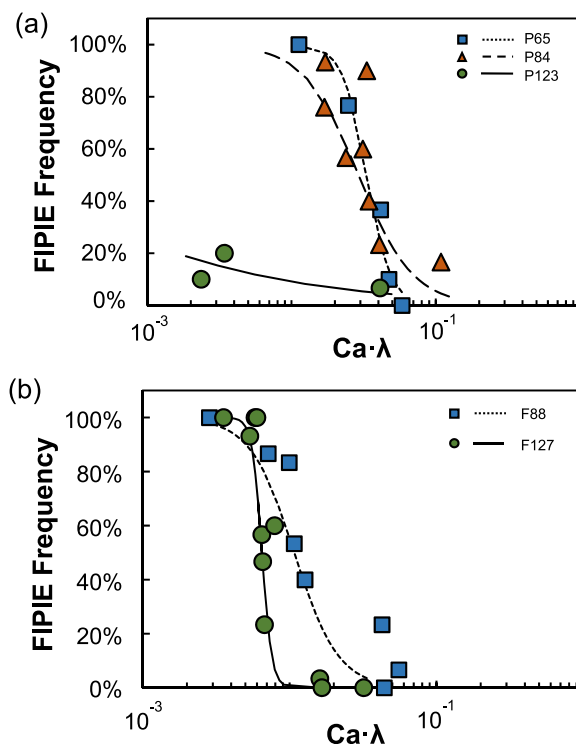 (a)
100%
80%
60%
40%
20%
0%
FIPIE Frequency
P65
P84
P123
10-3
10-1
Ca·λ
(b)
100%
80%
60%
40%
20%
0%
FIPIE Frequency
F88
F127
10-3
10-1
Ca·λ